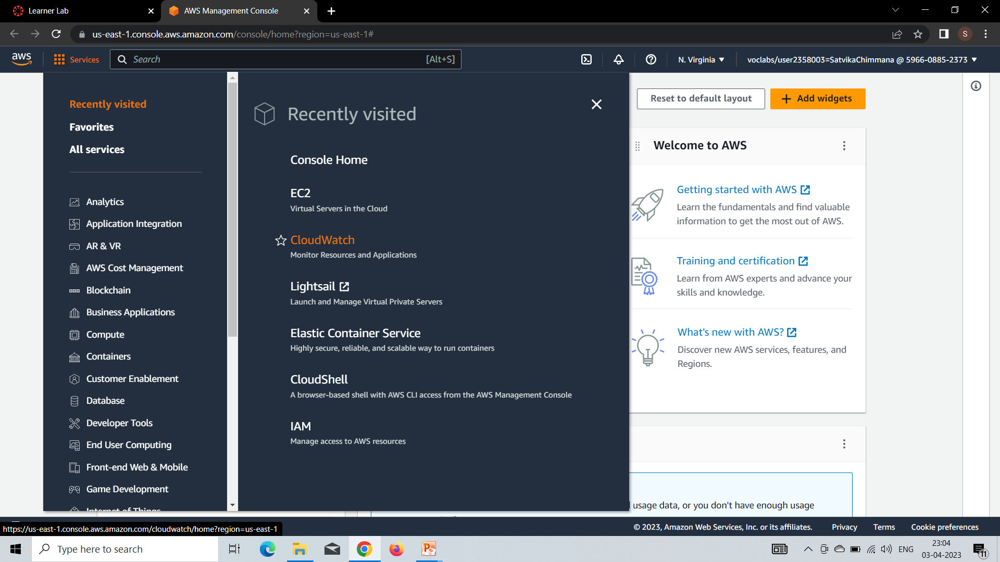 Learner Lab
AWS Management Console
us-east-1.console.aws.amazon.com/console/home?region=us-east-1#
S
aws
Services
Search
[Alt+S]
N. Virginia
voclabs/user2358003=SatvikaChimmana @ 5966-0885-2373
Recently visited
Favorites
All services
Analytics
Application Integration
AR & VR
AWS Cost Management
Blockchain
Business Applications
Compute
Containers
Customer Enablement
Database
Developer Tools
End User Computing
Front-end Web & Mobile
Game Development
Internet of Things
Recently visited
Console Home
EC2
Virtual Servers in the Cloud
CloudWatch
Monitor Resources and Applications
Lightsail
Launch and Manage Virtual Private Servers
Elastic Container Service
Highly secure, reliable, and scalable way to run containers
CloudShell
A browser-based shell with AWS CLI access from the AWS Management Console
IAM
Manage access to AWS resources
Reset to default layout
Add widgets
Welcome to AWS
Getting started with AWS
Learn the fundamentals and find valuable
information to get the most out of AWS.
Training and certification
Learn from AWS experts and advance your
skills and knowledge.
What's new with AWS?
Discover new AWS services, features, and
Regions.
usage data, or you don't have enough usage
https://us-east-1.console.aws.amazon.com/cloudwatch/home?region=us-east-1
© 2023, Amazon Web Services, Inc. or its affiliates.
Privacy
Terms
Cookie preferences
Type here to search
ENG
23:04
03-04-2023
11